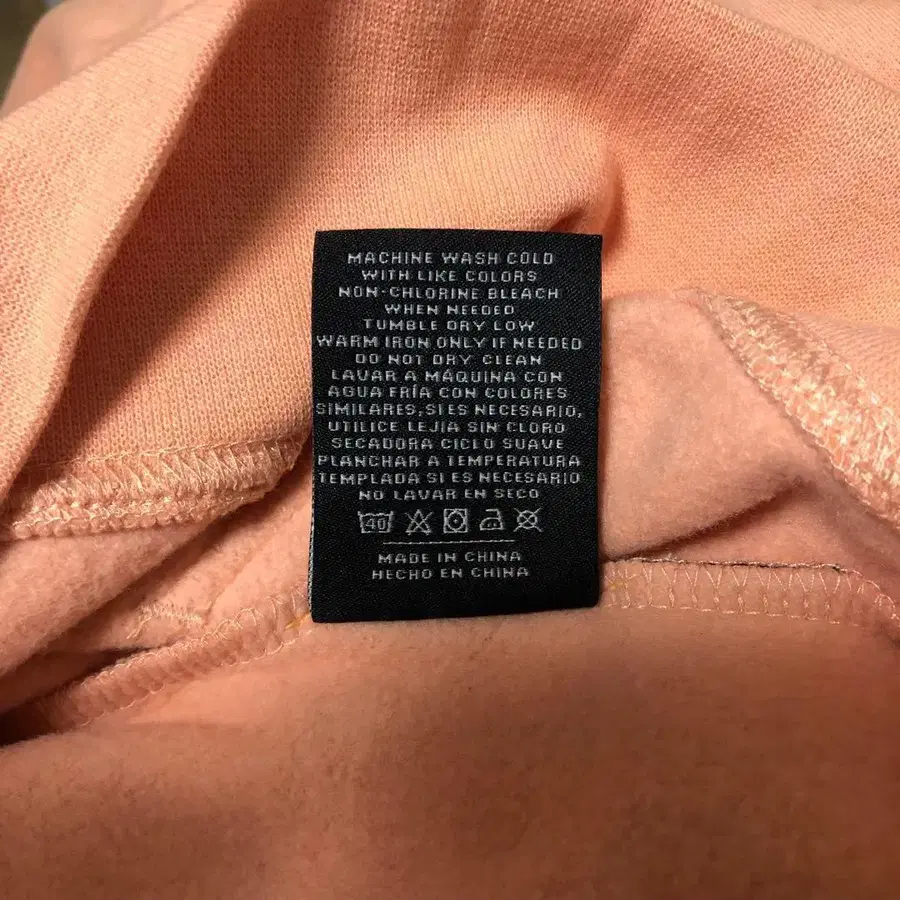 MACHINE WASH COLD
WITH LIKE COLORS
NON-CHLORINE BLEACH
WHEN NEEDED
TUMBLE DRY LOW
WARM IRON ONLY IF NEEDED
DO NOT DRY CLEAN
LAVAR A MÁQUINA CON
AGUA FRÍA CON COLORES
SIMILARES,SI ES NECESARIO,
UTILICE LEJIA SIN CLORO
SECADORA CICLO SUAVE
PLANCHAR A TEMPERATURA
TEMPLADA SI ES NECESARIO
NO LAVAR EN SECO
40
MADE IN CHINA
HECHO EN CHINA